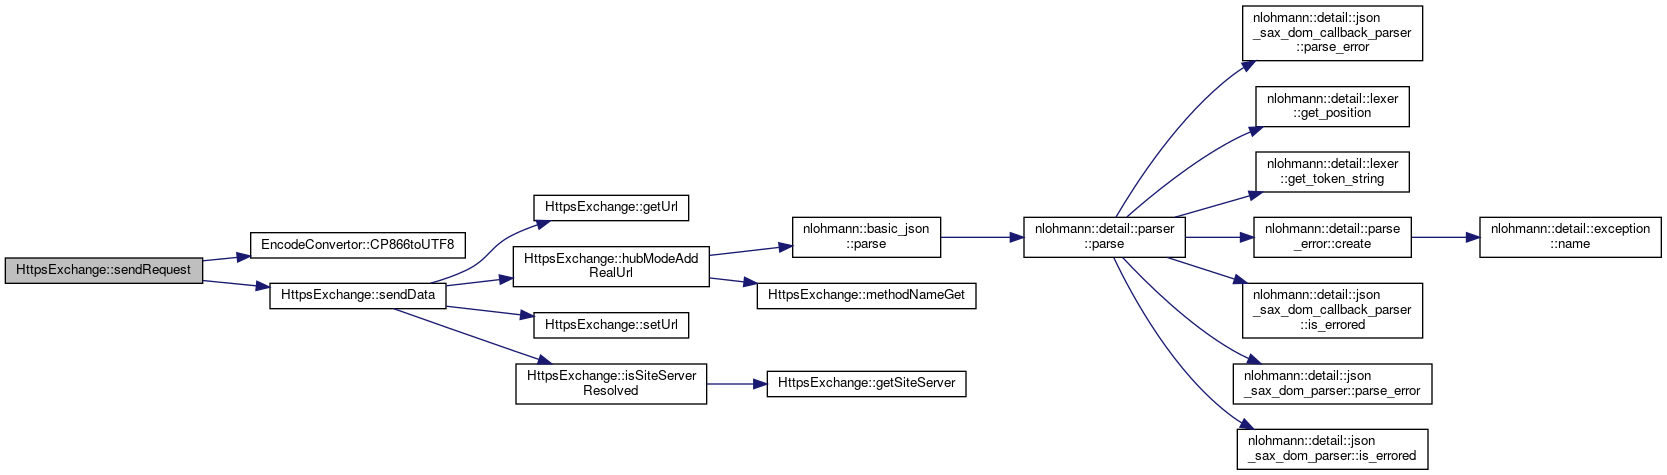 HttpsExchange::sendRequest
EncodeConvertor::CP866toUTF8
HttpsExchange::sendData
HttpsExchange::getUrl
HttpsExchange::hubModeAdd
RealUrl
HttpsExchange::setUrl
HttpsExchange::isSiteServer
Resolved
nlohmann::basic_json
::parse
HttpsExchange::methodNameGet
HttpsExchange::getSiteServer
nlohmann::detail::parser
::parse
nlohmann::detail::json
_sax_dom_callback_parser
::parse_error
nlohmann::detail::lexer
::get_position
nlohmann::detail::lexer
::get_token_string
nlohmann::detail::parse
_error::create
nlohmann::detail::json
_sax_dom_callback_parser
::is_errored
nlohmann::detail::json
_sax_dom_parser::parse_error
nlohmann::detail::json
_sax_dom_parser::is_errored
nlohmann::detail::exception
::name